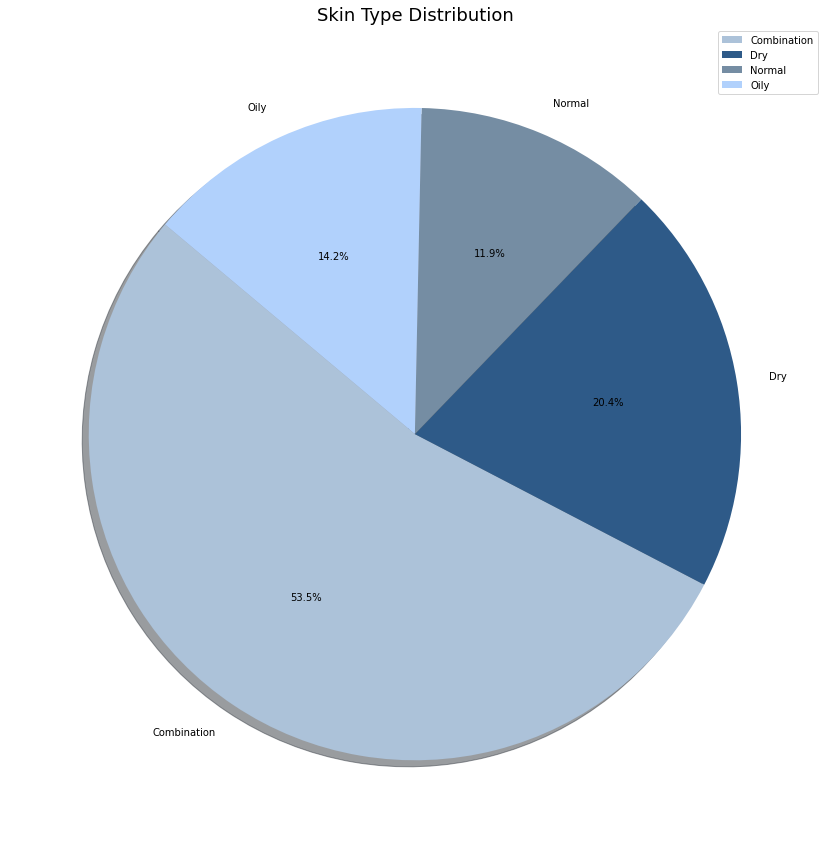 Skin Type Distribution
Combination
Dry
Normal
Oily
Oily
Normal
14.2%
11.9%
Dry
20.4%
53.5%
Combination